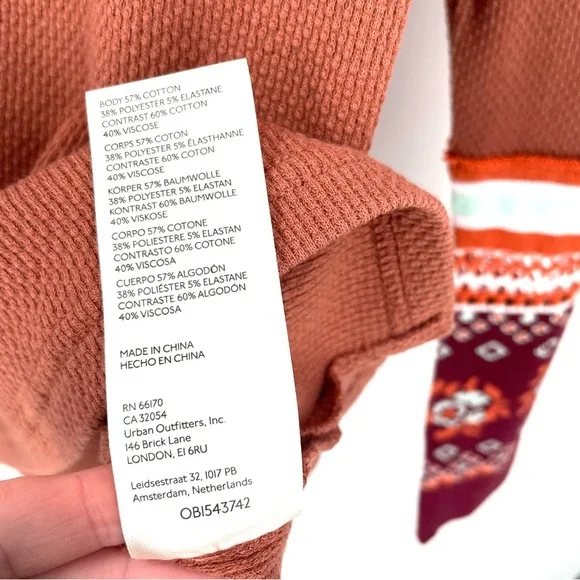 BODY 57% COTTON
38% POLYESTER 5% ELASTANE
CONTRAST 60% COTTON
40% VISCOSE
CORPS 57% COTON
38% POLYESTER 5% ÉLASTHANNE
CONTRASTE 60% COTON
40% VISCOSE
KÖRPER 57% BAUMWOLLE
38% POLYESTER 5% ELASTAN
KONTRAST 60% BAUMWOLLE
40% VISKOSE
CORPO 57% COTONE
38% POLIESTERE 5% ELASTAN
CONTRASTO 60% COTONE
40% VISCOSA
CUERPO 57% ALGODÓN
38% POLIÉSTER 5% ELASTANE
CONTRASTE 60% ALGODÓN
40% VISCOSA
MADE IN CHINA
HECHO EN CHINA
RN 66170
CA 32054
Urban Outfitters, Inc.
146 Brick Lane
LONDON, E1 6RU
Leidsestraat 32, 1017 PB
Amsterdam, Netherlands
OB1543742